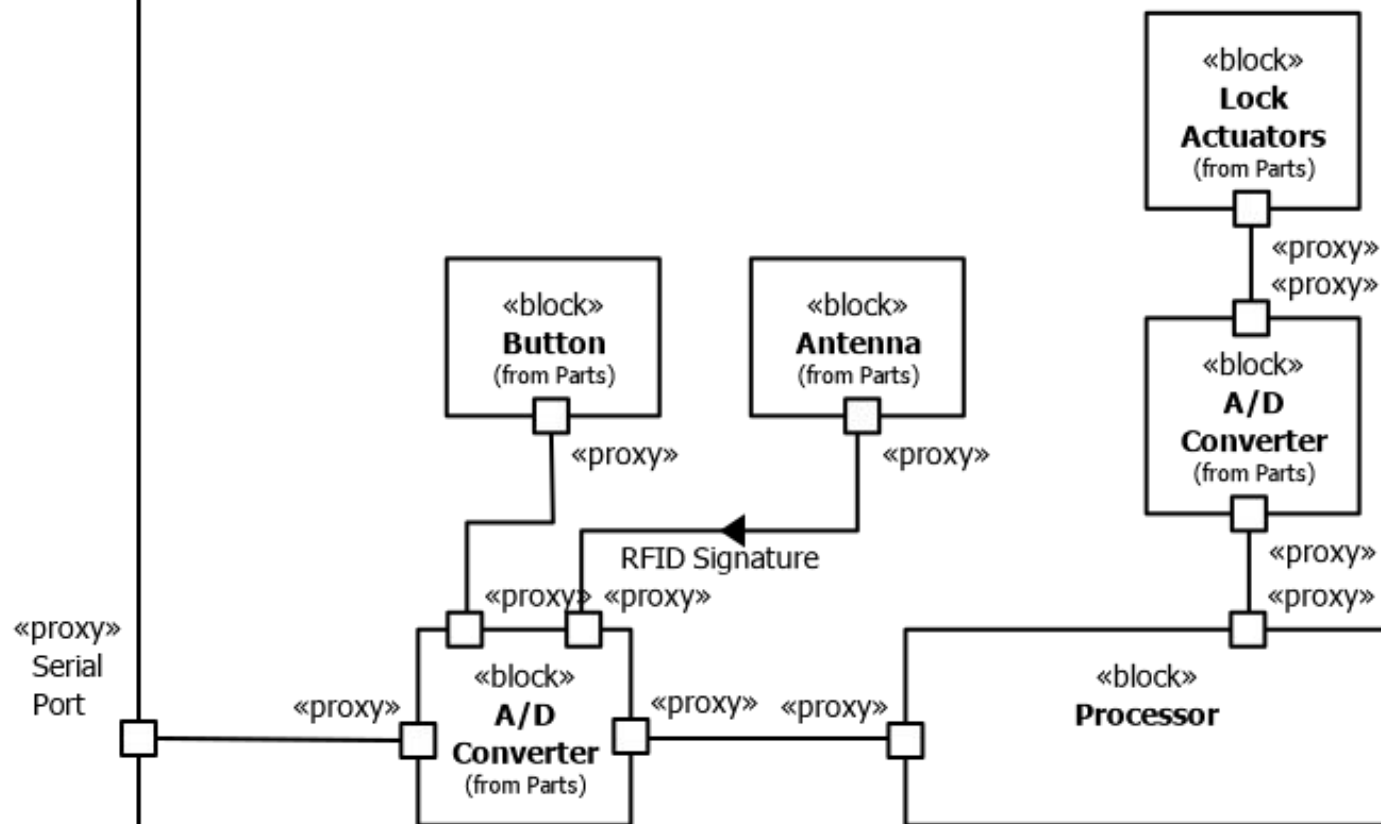 «block»
Lock
Actuators
(from Parts)
«proxy»
«proxy»
«block»
Button
(from Parts)
«proxy»
«block»
Antenna
(from Parts)
«proxy»
«block»
A/D
Converter
(from Parts)
«proxy»
«proxy»
RFID Signature
«proxy»
«proxy»
«proxy»
Serial
Port
«proxy»
«block»
A/D
Converter
(from Parts)
«proxy»
«proxy»
«block»
Processor